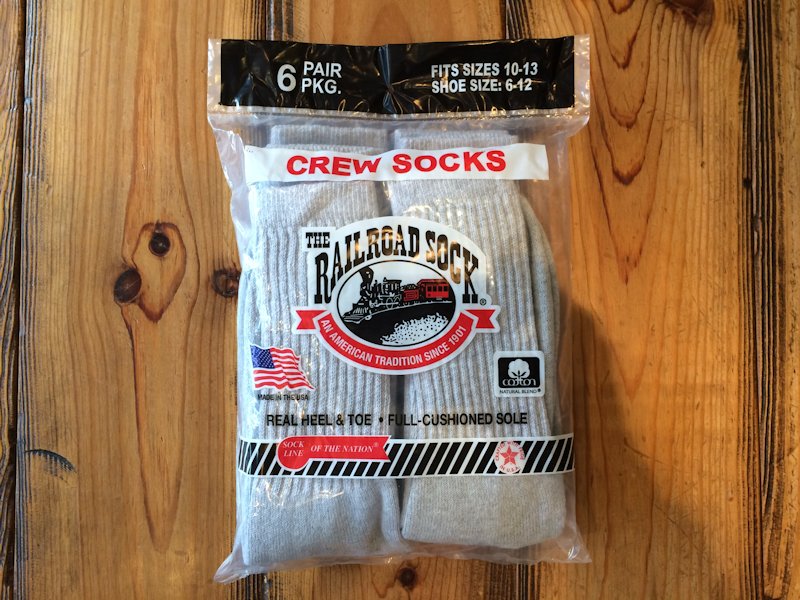 6 PAIR PKG.
FITS SIZES 10-13
SHOE SIZE: 6-12
CREW SOCKS
THE
RAILROAD SOCK®
AN AMERICAN TRADITION SINCE 1901
MADE IN THE USA
cotton
NATURAL BLEND®
REAL HEEL & TOE • FULL-CUSHIONED SOLE
SOCK LINE
OF THE NATION®